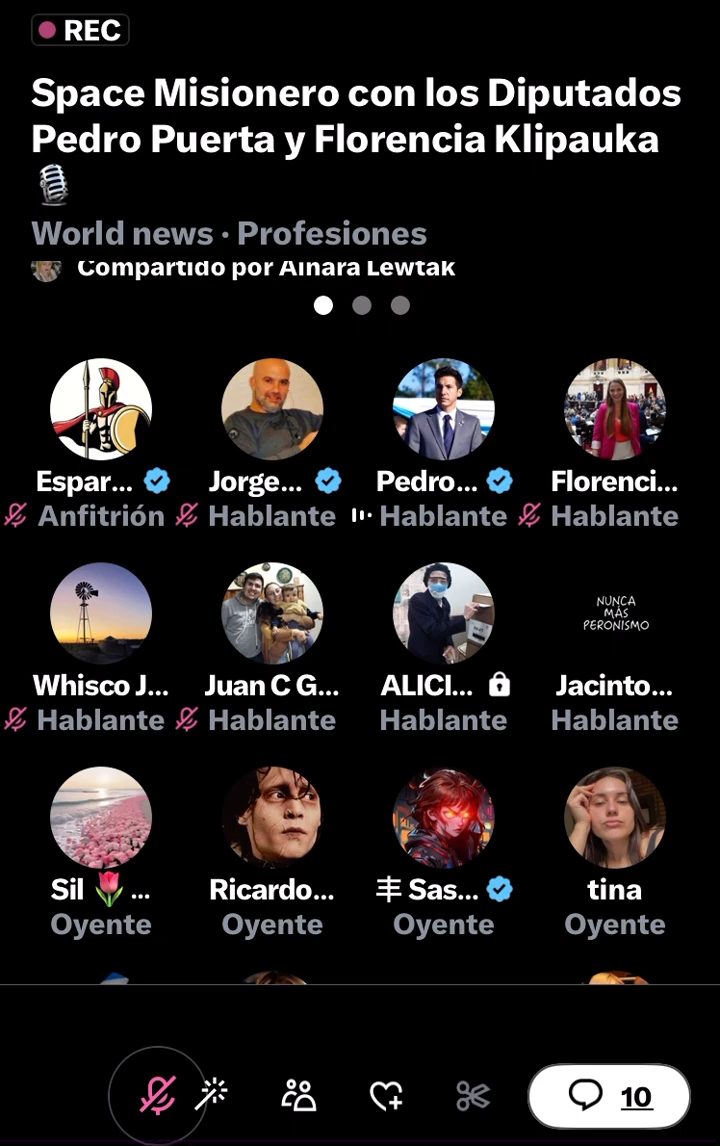 REC
Space Misionero con los Diputados
Pedro Puerta y Florencia Klipauka
World news · Profesiones
Compartido por Ainara Lewtak
Espar... Jorge... Pedro... Florenci...
Anfitrión Hablante Hablante Hablante
Whisco J... Juan C G... ALICI... Jacinto...
Hablante Hablante Hablante Hablante
NUNCA
MÁS
PERONISMO
Sil ... Ricardo... 丰 Sas... tina
Oyente Oyente Oyente Oyente
10